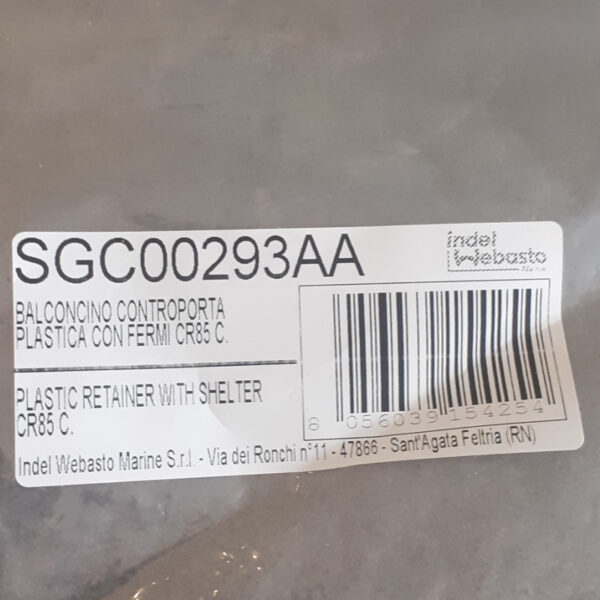 SGC00293AA
indel
Webasto
Marine
BALCONCINO CONTROPORTA
PLASTICA CON FERMI CR85 C.
PLASTIC RETAINER WITH SHELTER
CR85 C.
8 056039 154254
Indel Webasto Marine S.r.l. - Via dei Ronchi n°11 - 47866 - Sant'Agata Feltria (RN)